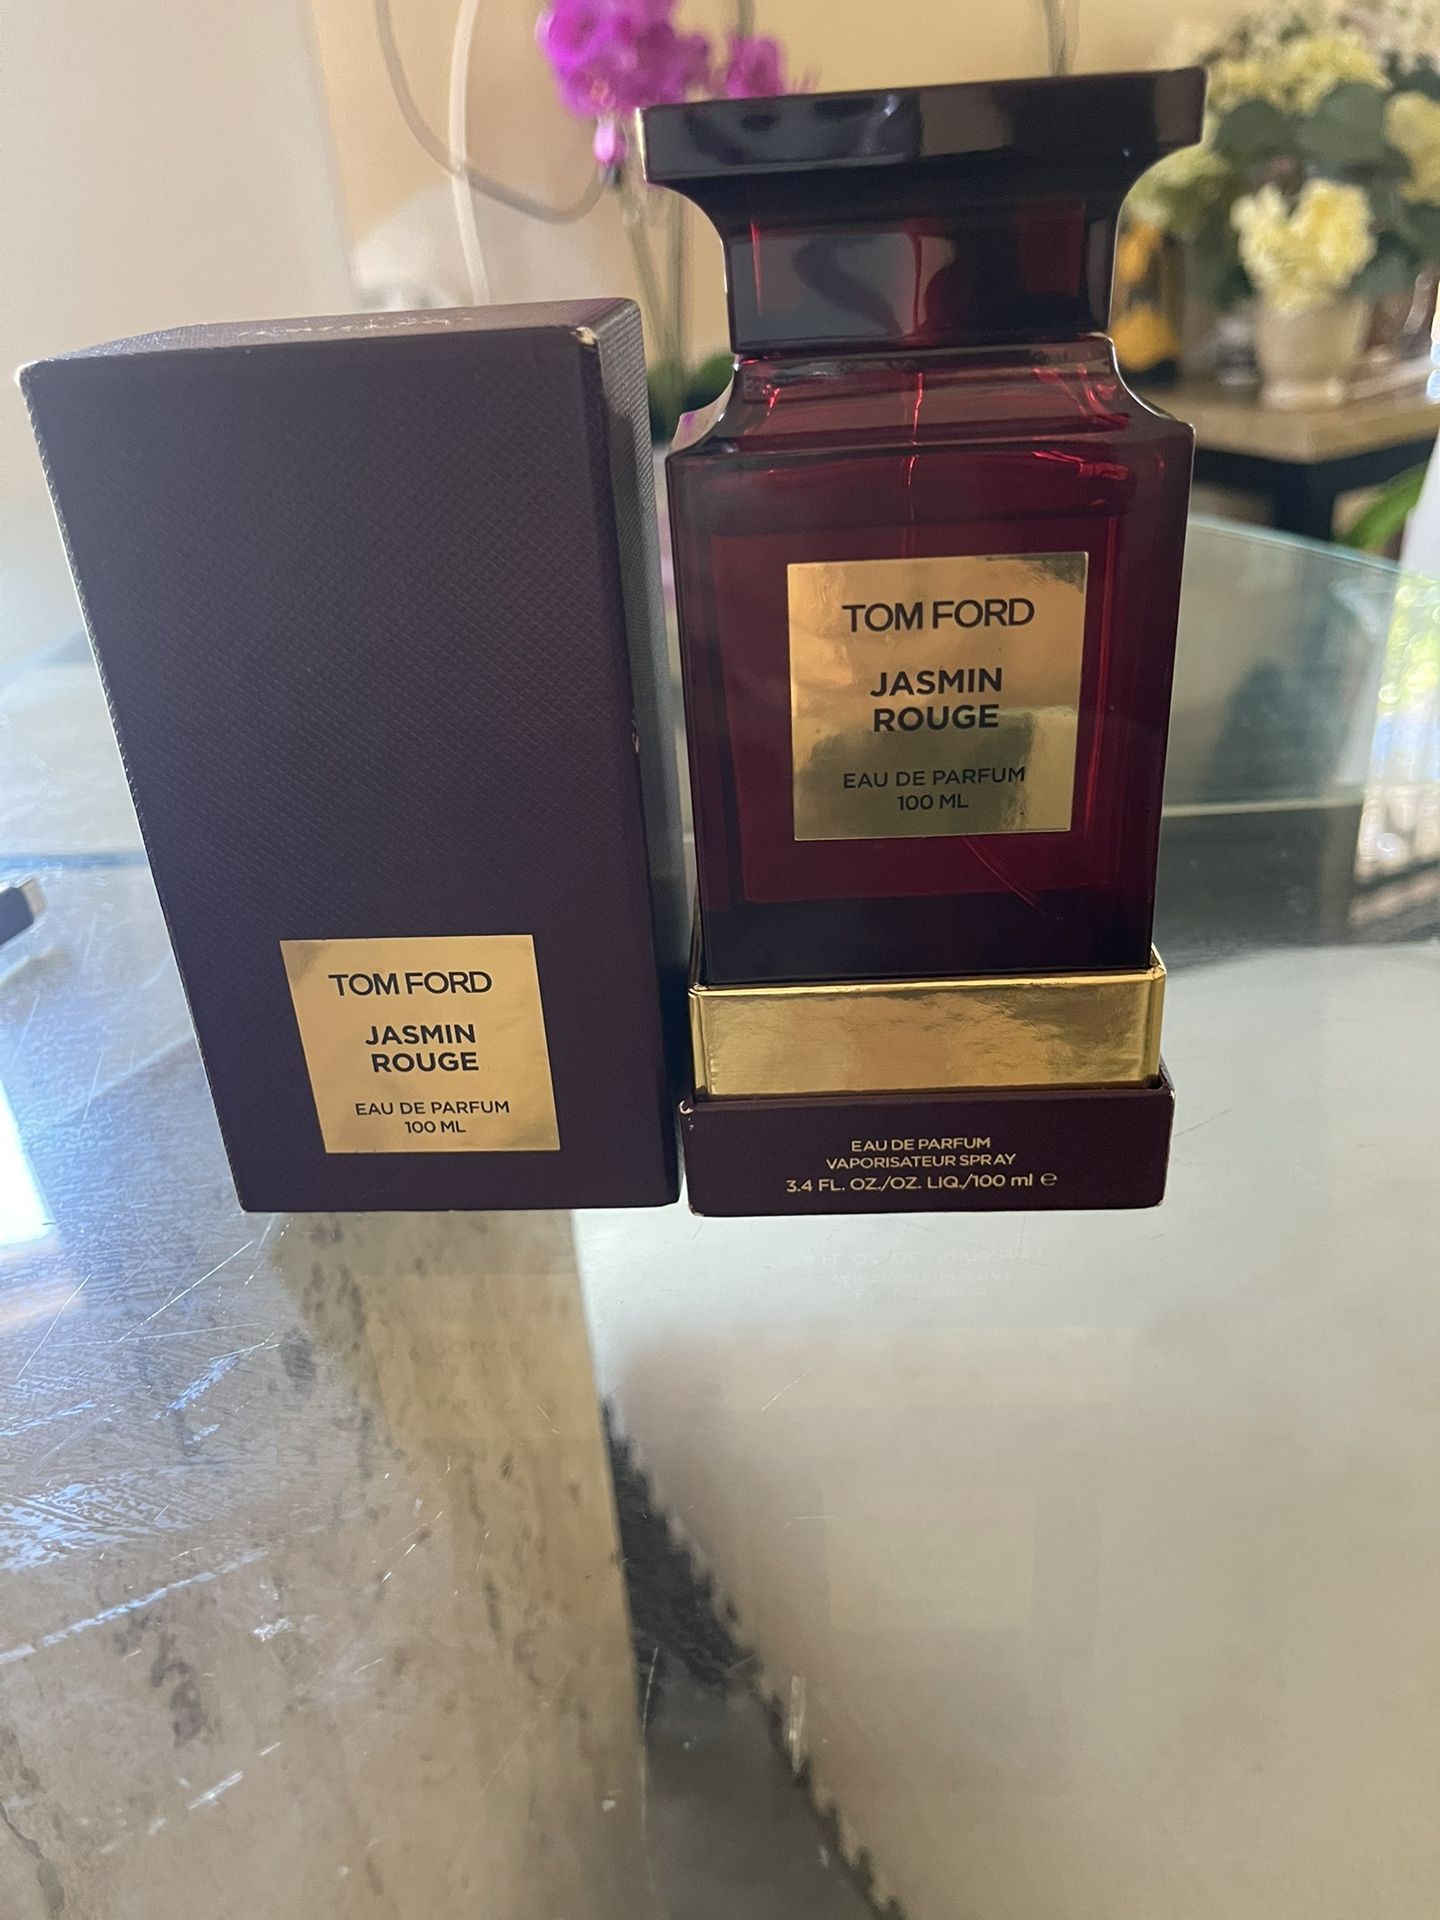 TOM FORD
JASMIN
ROUGE
EAU DE PARFUM
100 ML
TOM FORD
JASMIN
ROUGE
EAU DE PARFUM
100 ML
EAU DE PARFUM
VAPORISATEUR SPRAY
3.4 FL. OZ./OZ. LIQ./100 ml ℮